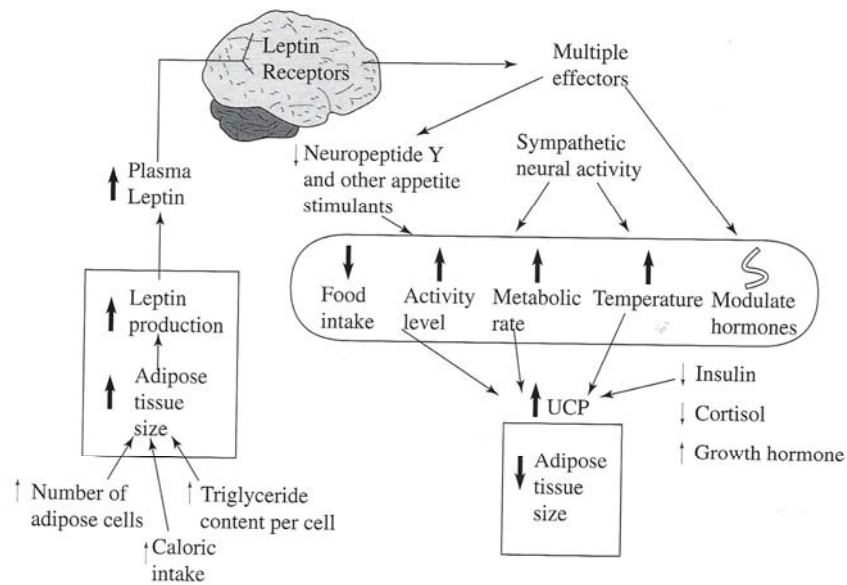 Leptin
Receptors
Multiple
effectors
↑ Plasma
Leptin
↓ Neuropeptide Y
and other appetite
stimulants
Sympathetic
neural activity
↑ Leptin
production
↑ Adipose
tissue
size
↑ Number of
adipose cells
↑ Caloric
intake
↑ Triglyceride
content per cell
↓ Food
intake
↑ Activity
level
↑ Metabolic
rate
↑ Temperature
Modulate
hormones
↑ UCP
↓ Insulin
↓ Cortisol
↑ Growth hormone
↓ Adipose
tissue
size